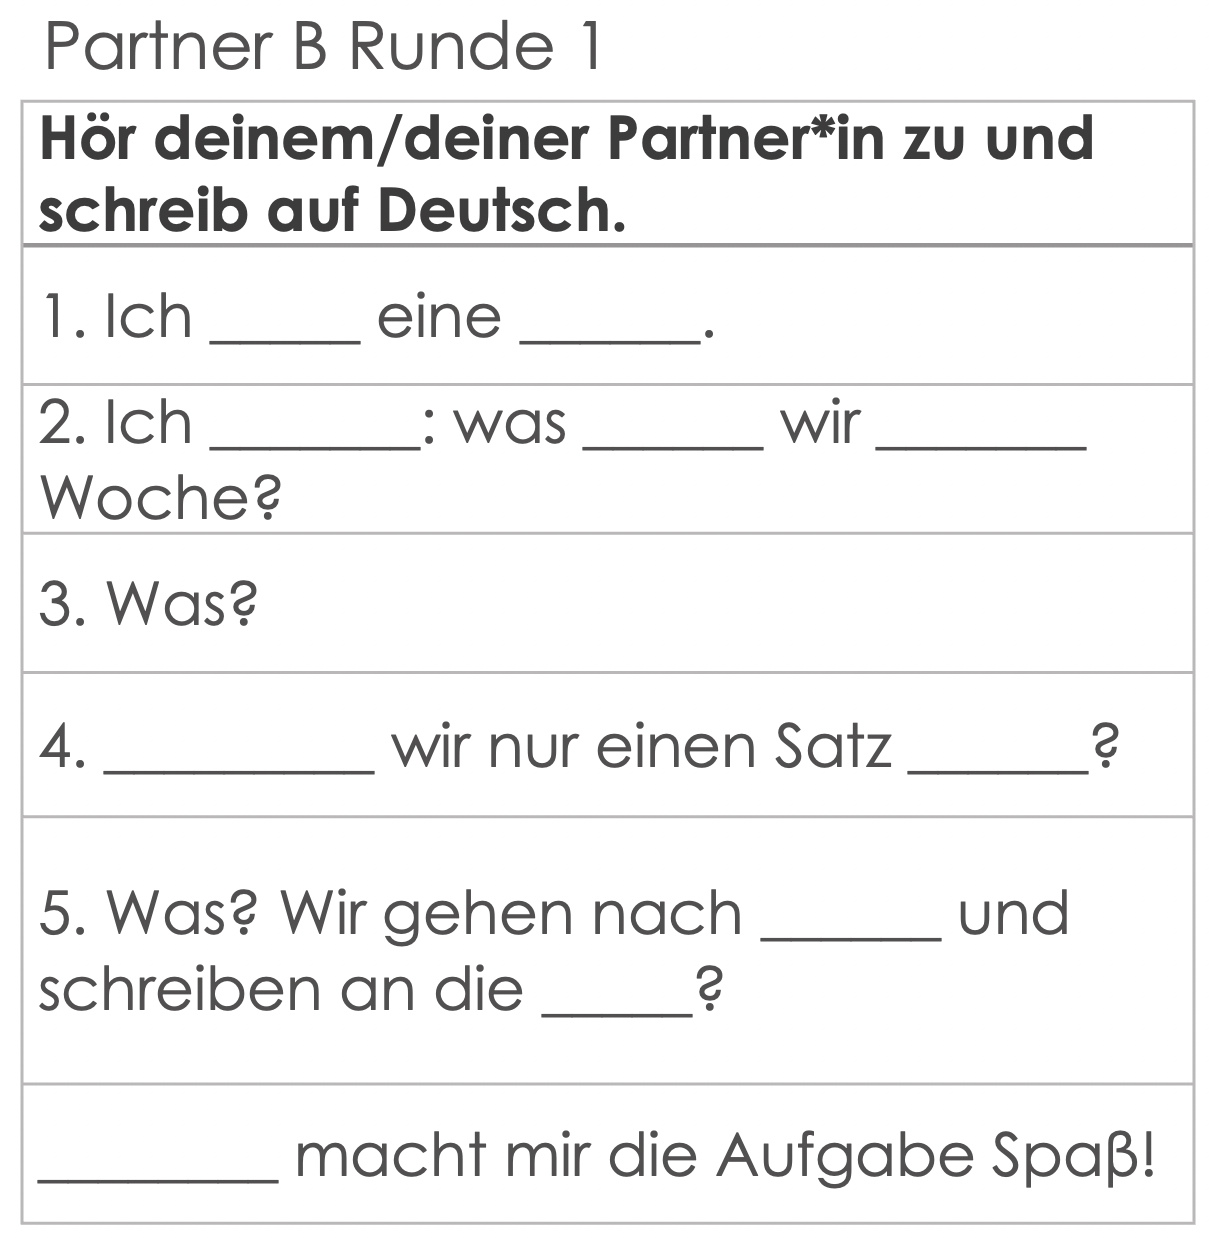 Partner B Runde 1
Hör deinem/deiner Partner*in zu und
schreib auf Deutsch.
1. Ich _____ eine ______.
2. Ich _______: was ______ wir _______
Woche?
3. Was?
4. _________ wir nur einen Satz ______?
5. Was? Wir gehen nach ______ und
schreiben an die _____?
________ macht mir die Aufgabe Spaß!